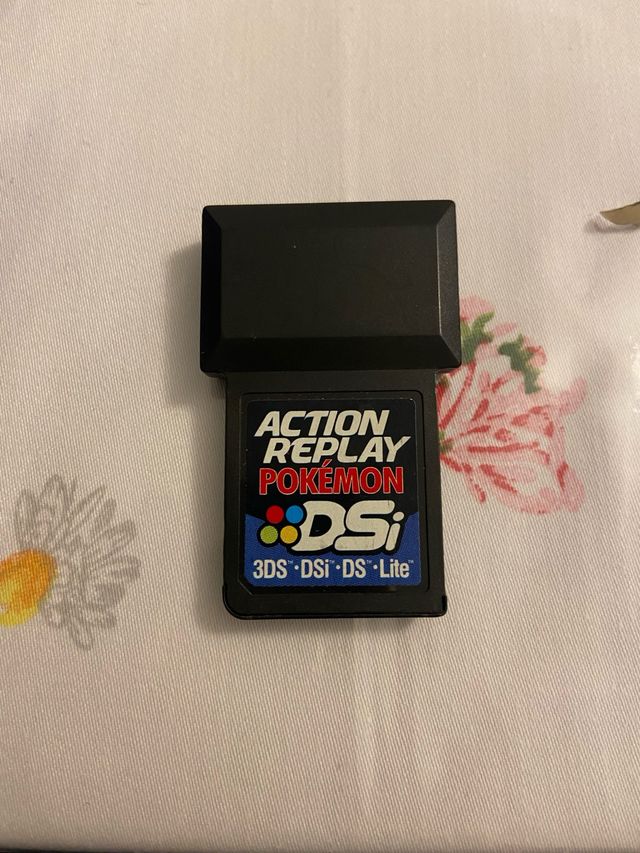 ACTION
REPLAY
POKÉMON
DSi
3DS™·DSi™·DS™·Lite™